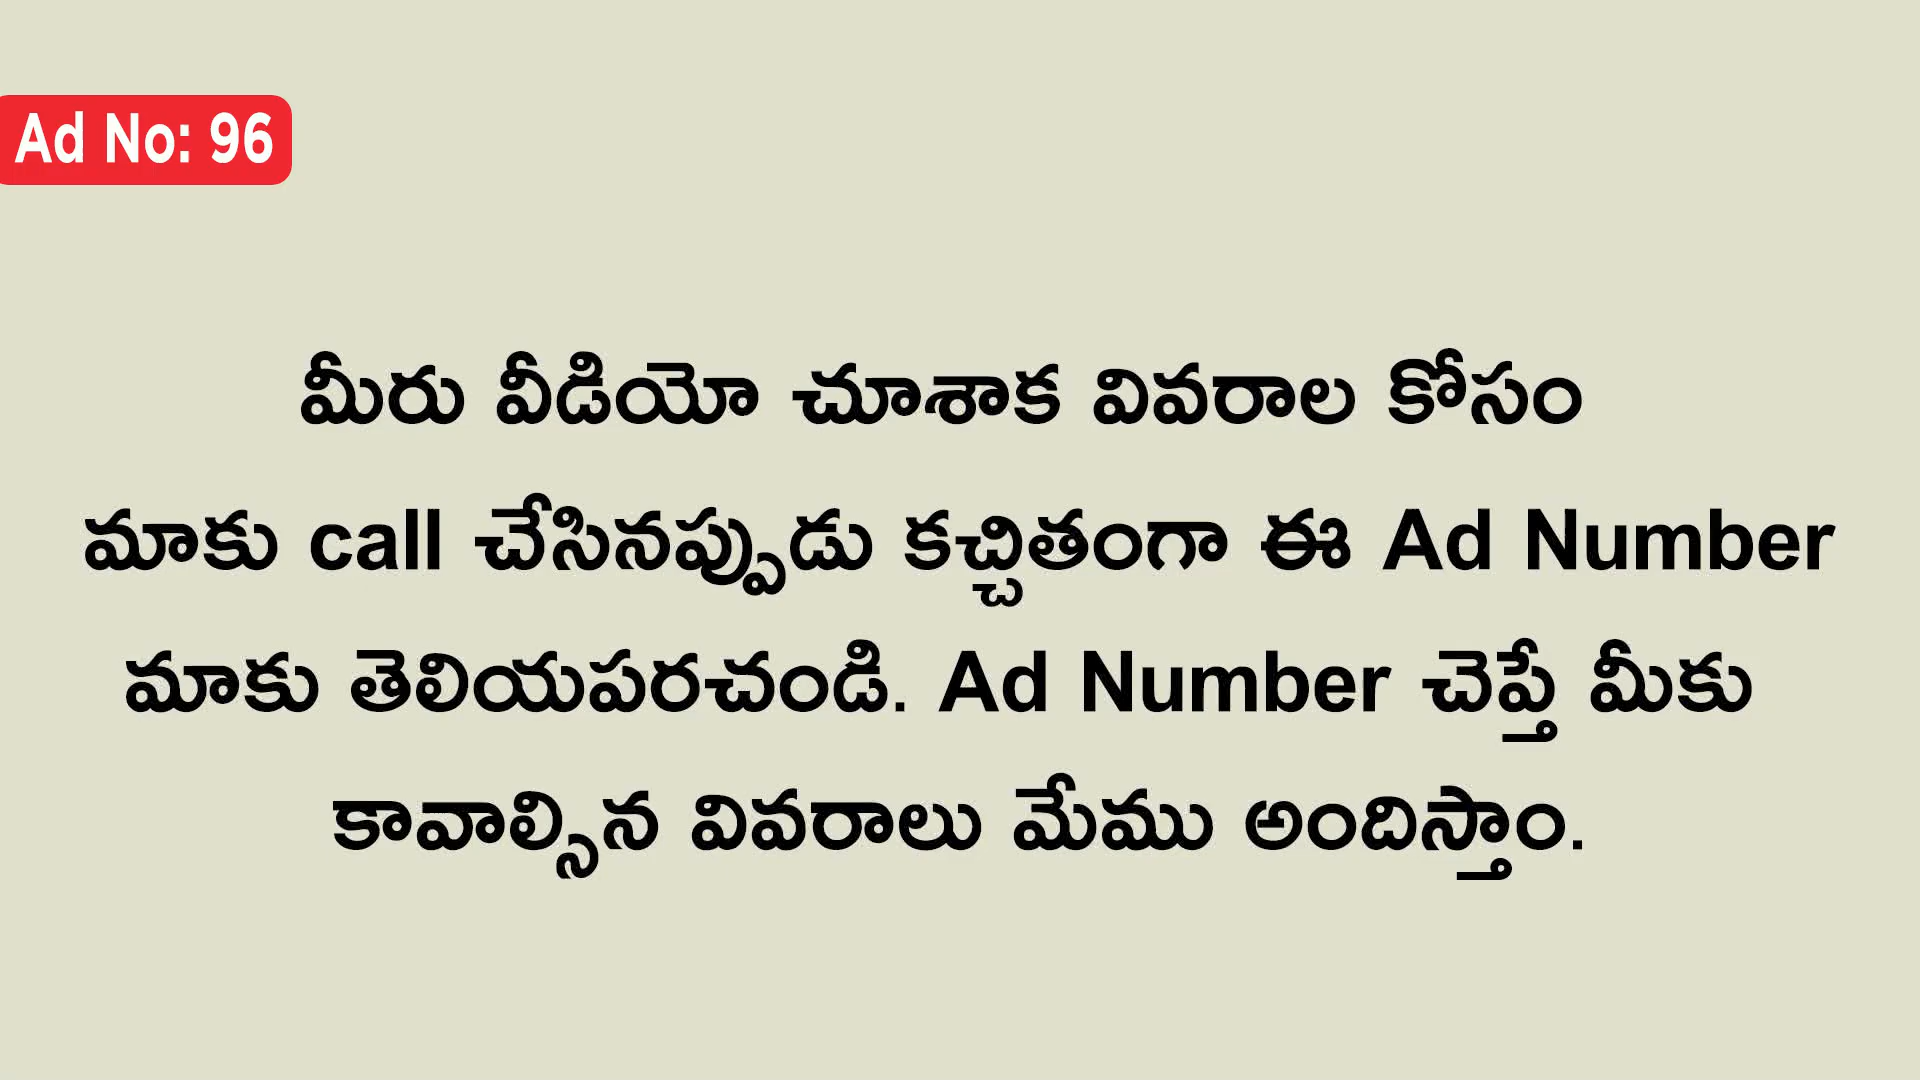 Ad No: 96
మీరు వీడియో చూశాక వివరాల కోసం
మాకు call చేసినప్పుడు కచ్చితంగా ఈ Ad Number
మాకు తెలియపరచండి. Ad Number చెప్తే మీకు
కావాల్సిన వివరాలు మేము అందిస్తాం.